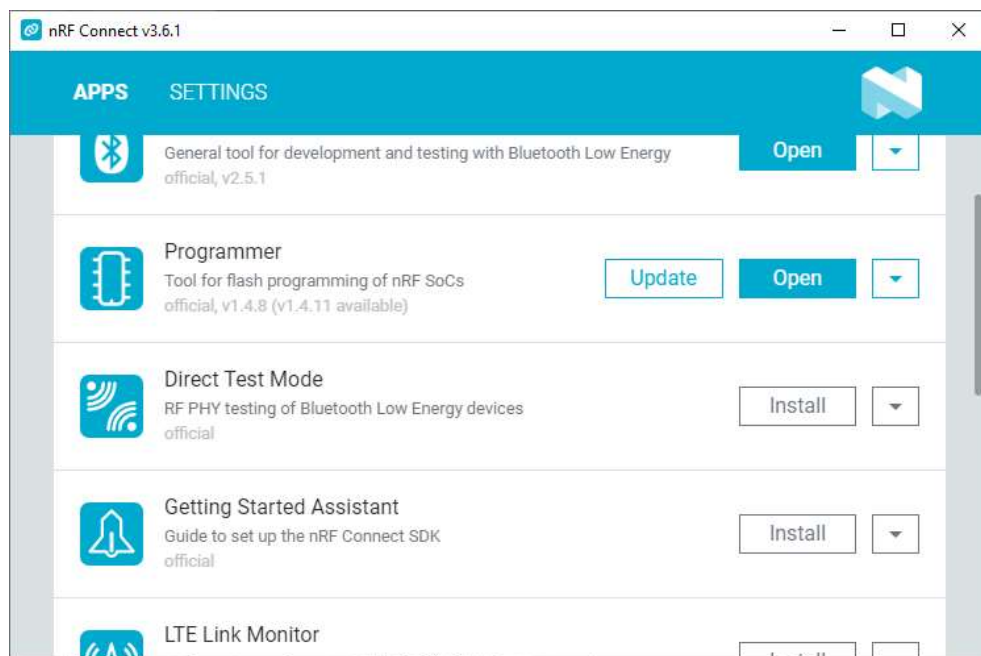 nRF Connect v3.6.1
APPS SETTINGS
General tool for development and testing with Bluetooth Low Energy
official, v2.5.1
Open
Programmer
Tool for flash programming of nRF SoCs
official, v1.4.8 (v1.4.11 available)
Update Open
Direct Test Mode
RF PHY testing of Bluetooth Low Energy devices
official
Install
Getting Started Assistant
Guide to set up the nRF Connect SDK
official
Install
LTE Link Monitor